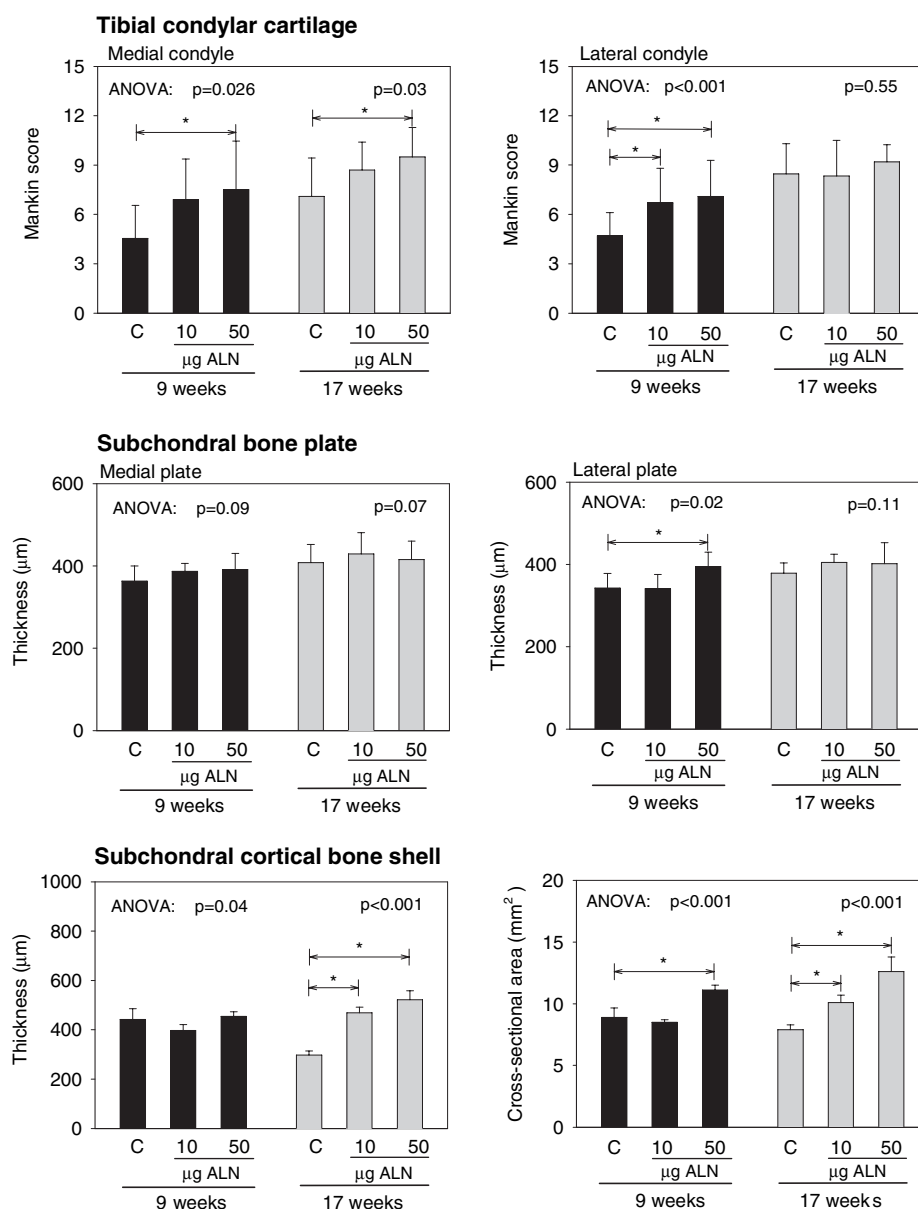 Tibial condylar cartilage
Medial condyle
15
12
9
6
3
0
Mankin score
ANOVA: p=0.026 p=0.03
* *
C 10 50 C 10 50
μg ALN μg ALN
9 weeks 17 weeks
Lateral condyle
15
12
9
6
3
0
Mankin score
ANOVA: p<0.001 p=0.55
*
*
C 10 50 C 10 50
μg ALN μg ALN
9 weeks 17 weeks
Subchondral bone plate
Medial plate
600
400
200
0
Thickness (μm)
ANOVA: p=0.09 p=0.07
C 10 50 C 10 50
μg ALN μg ALN
9 weeks 17 weeks
Lateral plate
600
400
200
0
Thickness (μm)
ANOVA: p=0.02 p=0.11
*
C 10 50 C 10 50
μg ALN μg ALN
9 weeks 17 weeks
Subchondral cortical bone shell
1000
800
600
400
200
0
Thickness (μm)
ANOVA: p=0.04 p<0.001
*
*
C 10 50 C 10 50
μg ALN μg ALN
9 weeks 17 weeks
20
15
10
5
0
Cross-sectional area (mm²)
ANOVA: p<0.001 p<0.001
*
* *
C 10 50 C 10 50
μg ALN μg ALN
9 weeks 17 weeks